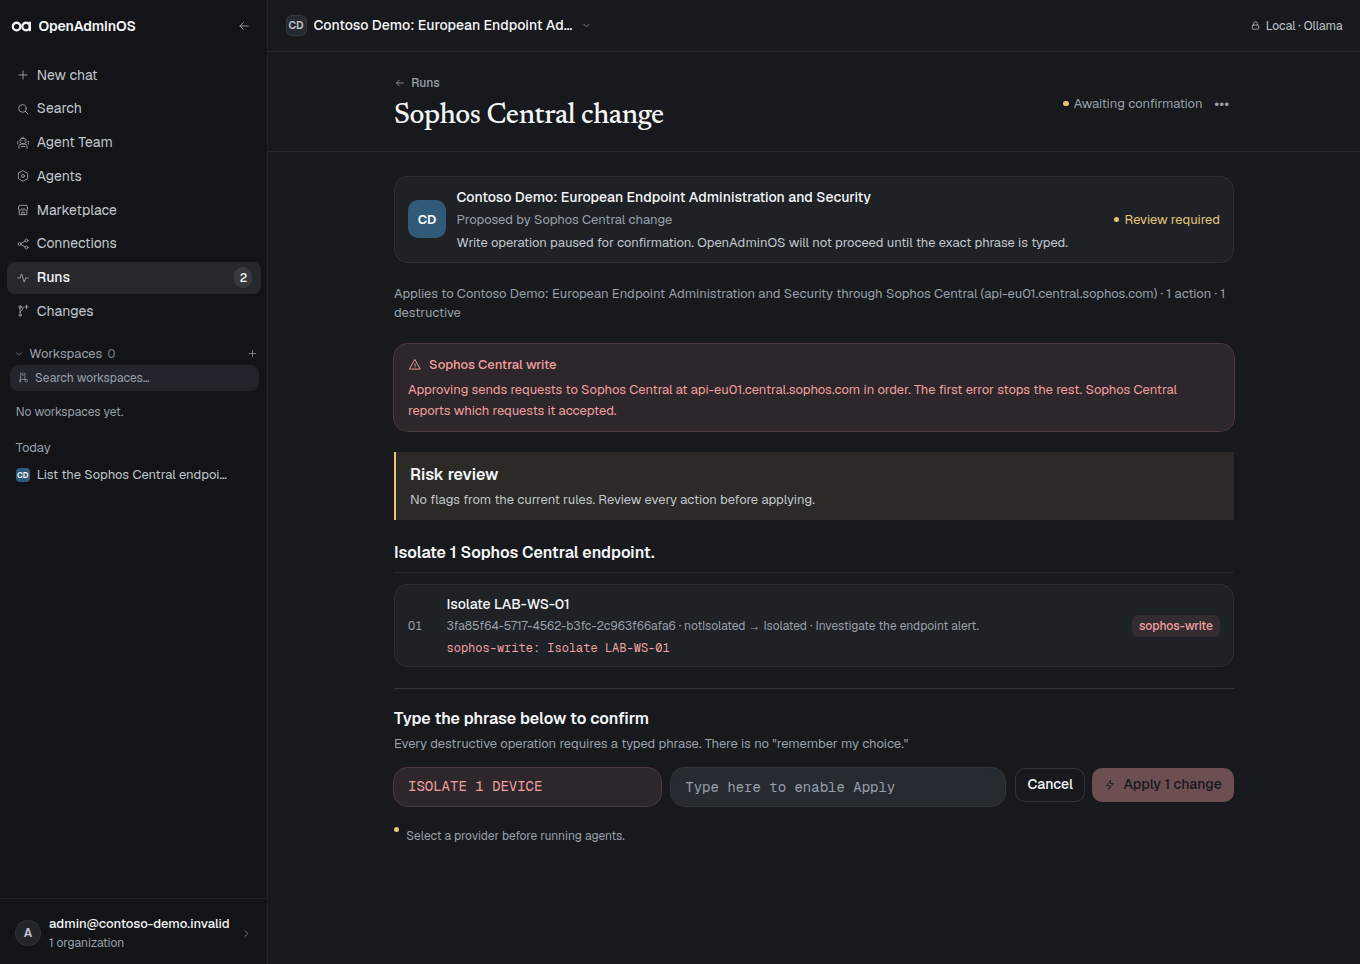 OpenAdminOS
New chat
Search
Agent Team
Agents
Marketplace
Connections
Runs 2
Changes
Workspaces 0
Search workspaces...
No workspaces yet.
Today
CD List the Sophos Central endpoi...
A admin@contoso-demo.invalid
1 organization
CD Contoso Demo: European Endpoint Ad...
Local · Ollama
Runs
Sophos Central change
Awaiting confirmation
CD
Contoso Demo: European Endpoint Administration and Security
Proposed by Sophos Central change
Write operation paused for confirmation. OpenAdminOS will not proceed until the exact phrase is typed.
Review required
Applies to Contoso Demo: European Endpoint Administration and Security through Sophos Central (api-eu01.central.sophos.com) · 1 action · 1
destructive
Sophos Central write
Approving sends requests to Sophos Central at api-eu01.central.sophos.com in order. The first error stops the rest. Sophos Central
reports which requests it accepted.
Risk review
No flags from the current rules. Review every action before applying.
Isolate 1 Sophos Central endpoint.
01
Isolate LAB-WS-01
3fa85f64-5717-4562-b3fc-2c963f66afa6 · notIsolated → Isolated · Investigate the endpoint alert.
sophos-write: Isolate LAB-WS-01
sophos-write
Type the phrase below to confirm
Every destructive operation requires a typed phrase. There is no "remember my choice."
ISOLATE 1 DEVICE
Type here to enable Apply
Cancel
Apply 1 change
Select a provider before running agents.